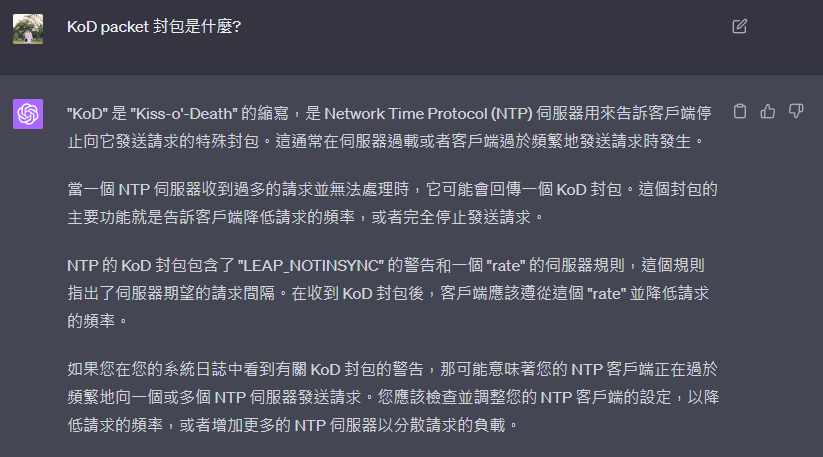 KoD packet 封包是什麼?
"KoD" 是 "Kiss-o'-Death" 的縮寫，是 Network Time Protocol (NTP) 伺服器用來告訴客戶端停
止向它發送請求的特殊封包。這通常在伺服器過載或者客戶端過於頻繁地發送請求時發生。
當一個 NTP 伺服器收到過多的請求並無法處理時，它可能會回傳一個 KoD 封包。這個封包的
主要功能就是告訴客戶端降低請求的頻率，或者完全停止發送請求。
NTP 的 KoD 封包包含了 "LEAP_NOTINSYNC" 的警告和一個 "rate" 的伺服器規則，這個規則
指出了伺服器期望的請求間隔。在收到 KoD 封包後，客戶端應該遵從這個 "rate" 並降低請求
的頻率。
如果您在您的系統日誌中看到有關 KoD 封包的警告，那可能意味著您的 NTP 客戶端正在過於
頻繁地向一個或多個 NTP 伺服器發送請求。您應該檢查並調整您的 NTP 客戶端的設定，以降
低請求的頻率，或者增加更多的 NTP 伺服器以分散請求的負載。